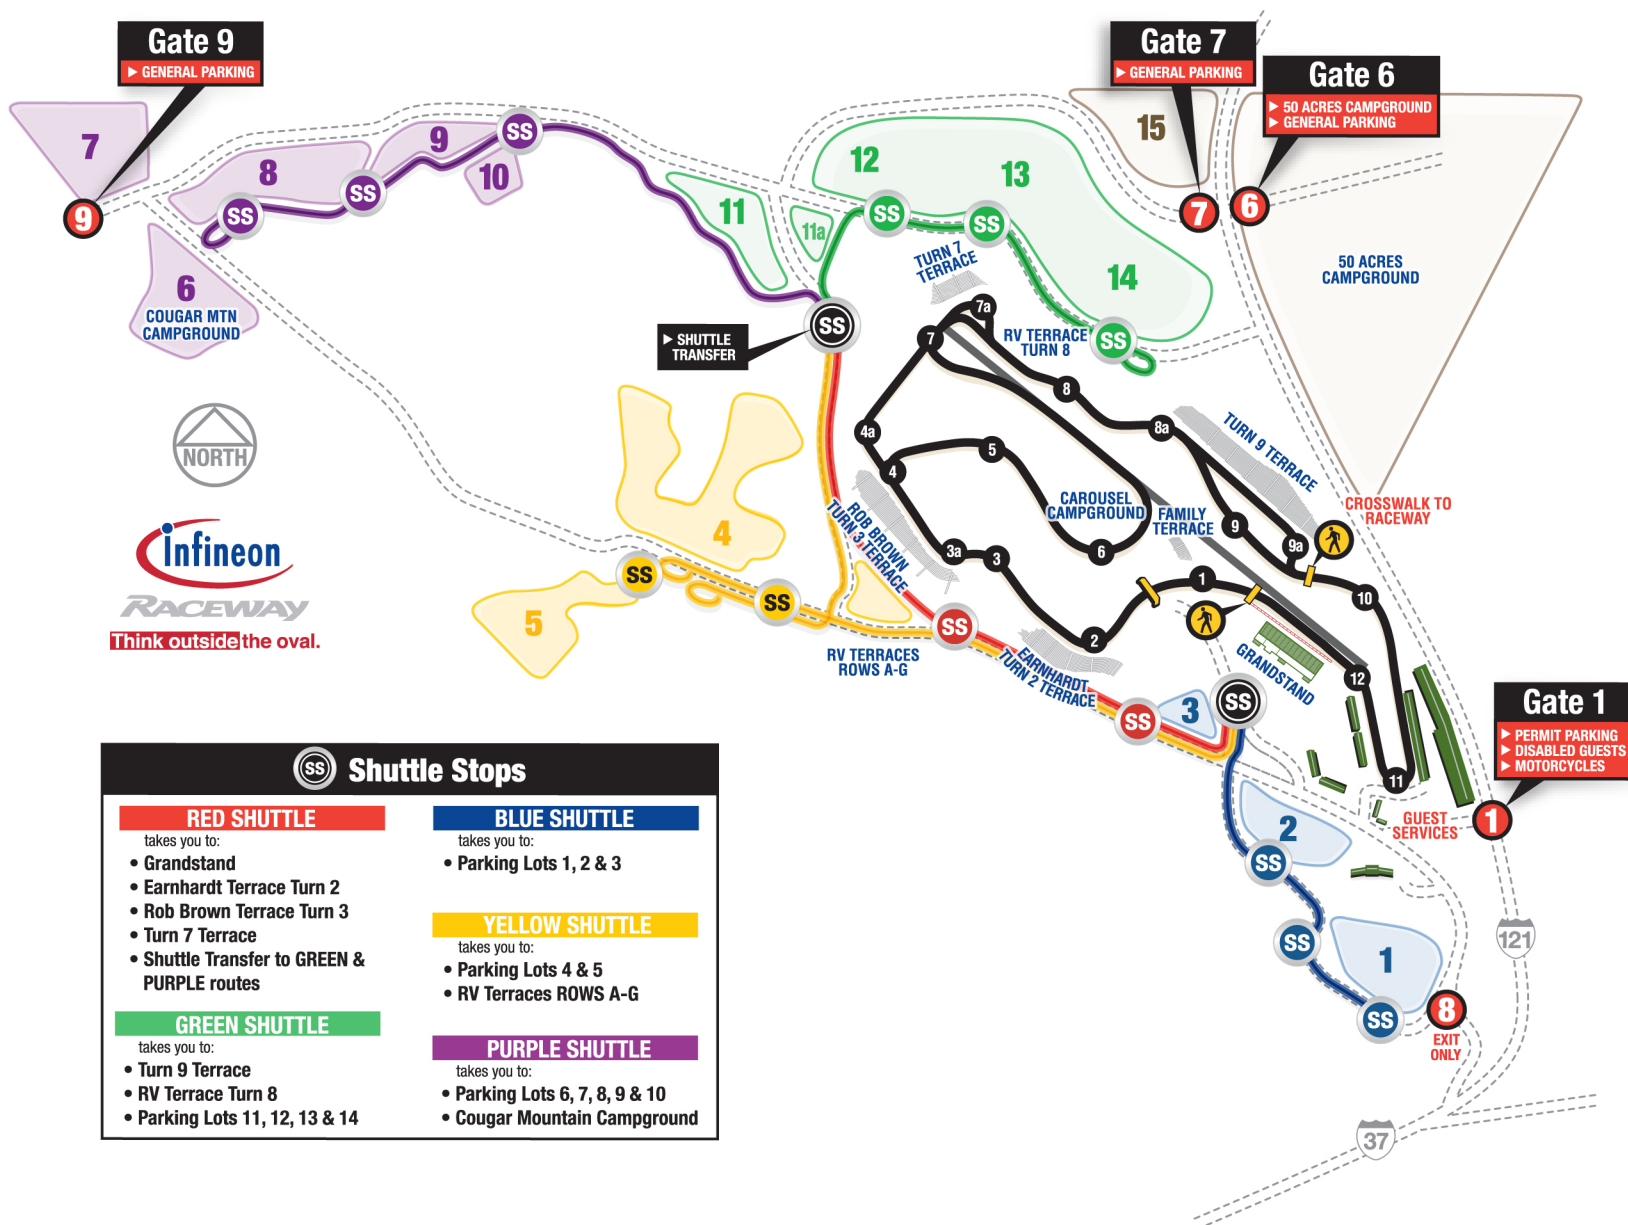 Gate 9
GENERAL PARKING
Gate 7
GENERAL PARKING
Gate 6
50 ACRES CAMPGROUND
GENERAL PARKING
7
8
9
10
SS
SS
SS
9
6
COUGAR MTN
CAMPGROUND
11
11a
12
13
14
15
7
6
SS
SS
SS
50 ACRES
CAMPGROUND
TURN 7
TERRACE
RV TERRACE
TURN 8
SS
SHUTTLE
TRANSFER
NORTH
infineon
RACEWAY
Think outside the oval.
7a
7
8
8a
4a
4
5
6
3a
3
2
1
9
9a
10
12
11
TURN 9 TERRACE
CROSSWALK TO
RACEWAY
CAROUSEL
CAMPGROUND
FAMILY
TERRACE
ROB BROWN
TURN 3 TERRACE
4
5
SS
SS
SS
RV TERRACES
ROWS A-G
EARNHARDT
TURN 2 TERRACE
GRANDSTAND
SS
3
SS
Gate 1
PERMIT PARKING
DISABLED GUESTS
MOTORCYCLES
1
GUEST
SERVICES
2
SS
SS
1
SS
8
EXIT
ONLY
121
37
SS Shuttle Stops
RED SHUTTLE
takes you to:
• Grandstand
• Earnhardt Terrace Turn 2
• Rob Brown Terrace Turn 3
• Turn 7 Terrace
• Shuttle Transfer to GREEN &
PURPLE routes
GREEN SHUTTLE
takes you to:
• Turn 9 Terrace
• RV Terrace Turn 8
• Parking Lots 11, 12, 13 & 14
BLUE SHUTTLE
takes you to:
• Parking Lots 1, 2 & 3
YELLOW SHUTTLE
takes you to:
• Parking Lots 4 & 5
• RV Terraces ROWS A-G
PURPLE SHUTTLE
takes you to:
• Parking Lots 6, 7, 8, 9 & 10
• Cougar Mountain Campground